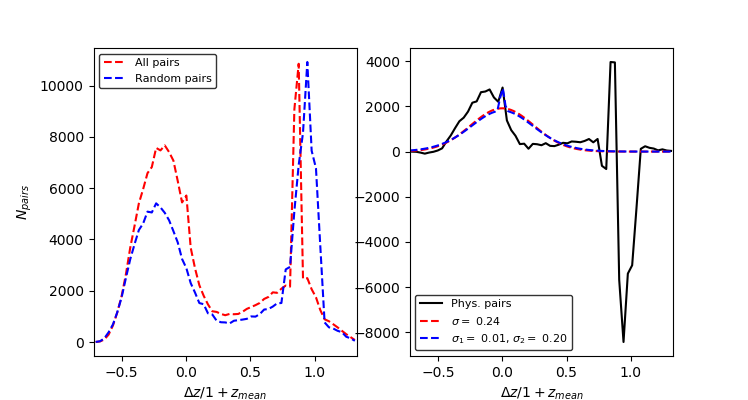 All pairs
Random pairs
10000
8000
6000
4000
2000
0
N_pairs
−0.5 0.0 0.5 1.0
Δz/1 + z_mean
4000
2000
0
−2000
−4000
−6000
−8000
Phys. pairs
σ = 0.24
σ₁ = 0.01, σ₂ = 0.20
−0.5 0.0 0.5 1.0
Δz/1 + z_mean